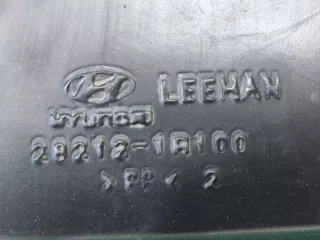 LEEHAN
HYUNDAI
28212-1R100
>PP< 2